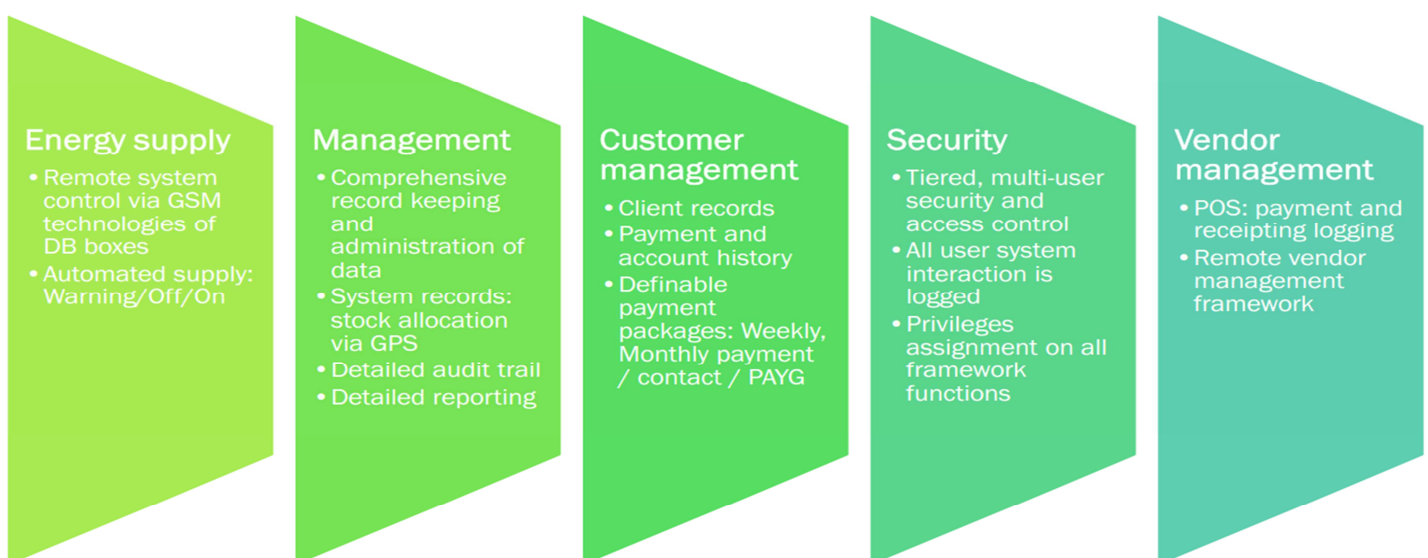 Energy supply
• Remote system
control via GSM
technologies of
DB boxes
• Automated supply:
Warning/Off/On
Management
• Comprehensive
record keeping
and
administration of
data
• System records:
stock allocation
via GPS
• Detailed audit trail
• Detailed reporting
Customer
management
• Client records
• Payment and
account history
• Definable
payment
packages: Weekly,
Monthly payment
/ contact / PAYG
Security
• Tiered, multi-user
security and
access control
• All user system
interaction is
logged
• Privileges
assignment on all
framework
functions
Vendor
management
• POS: payment and
receipting logging
• Remote vendor
management
framework